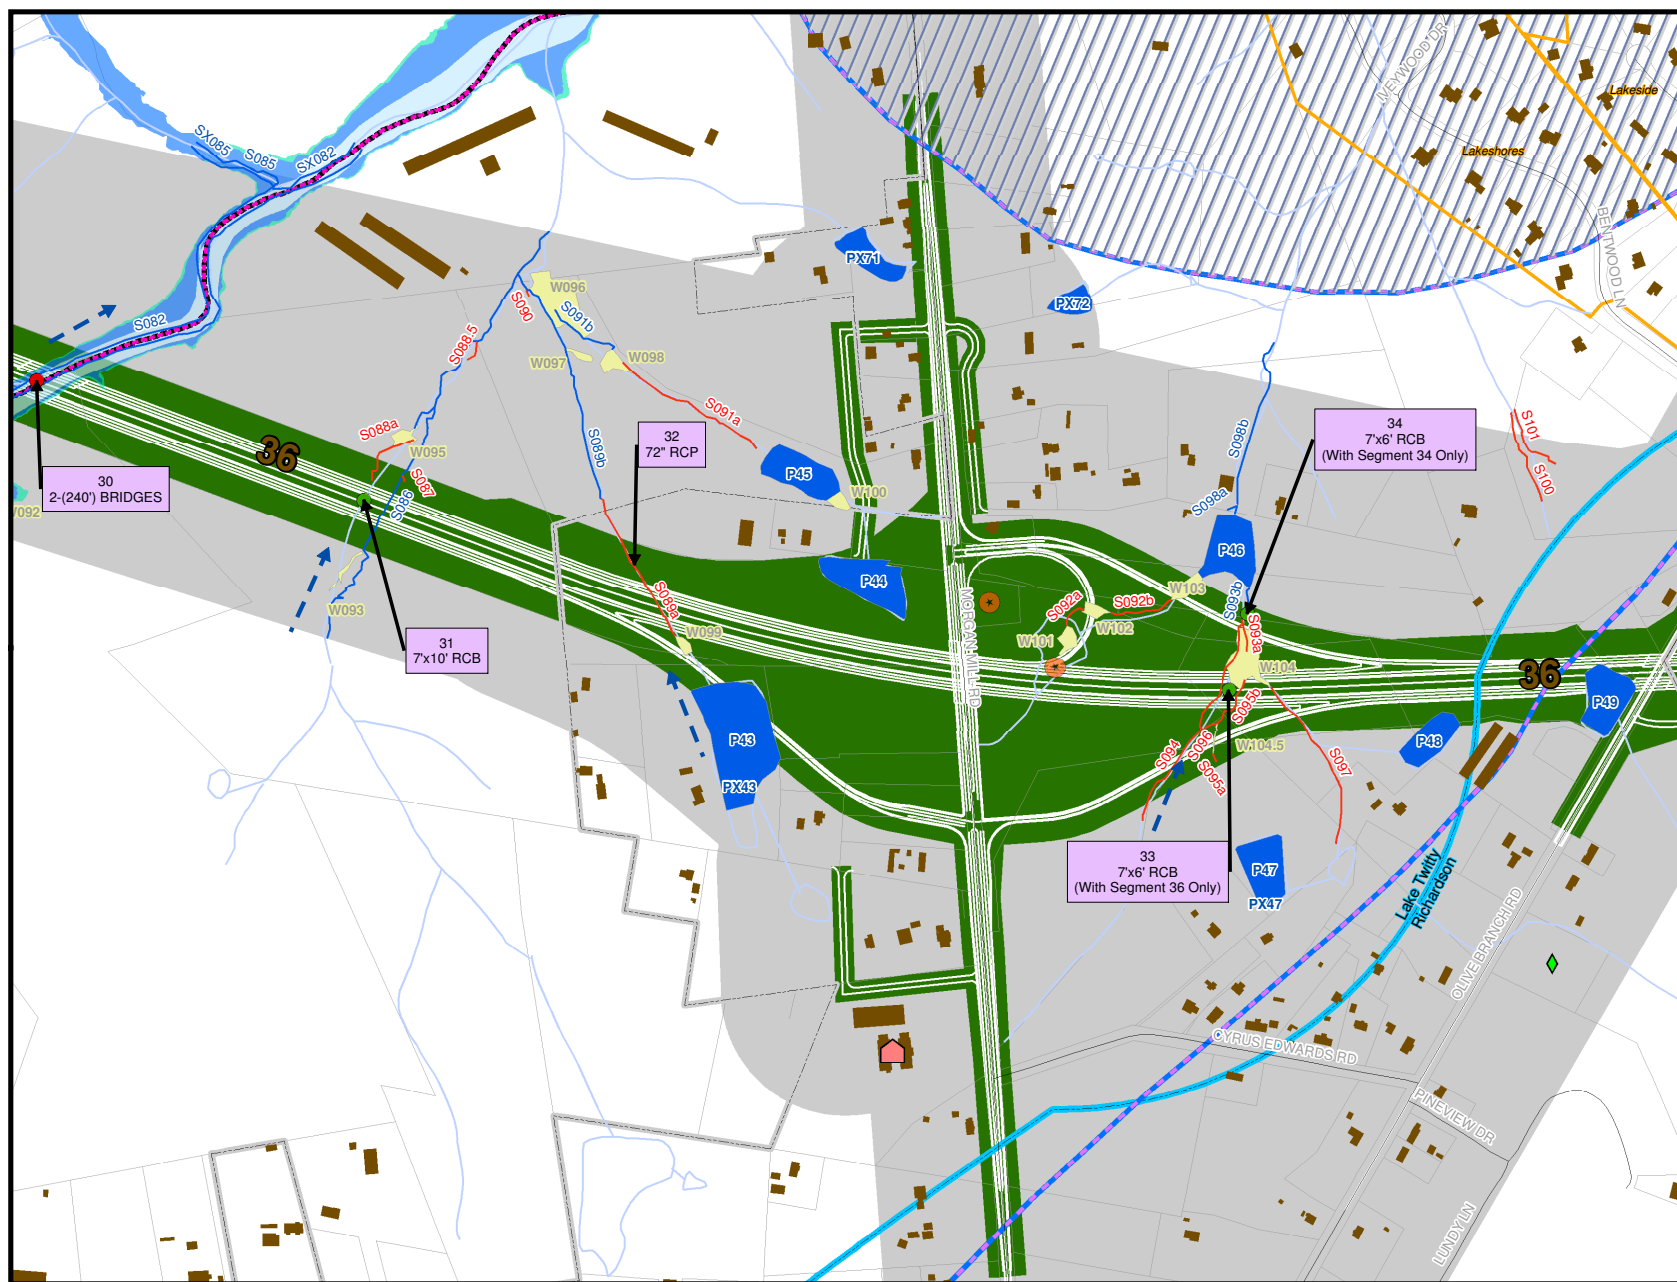 IVEYWOOD DR
Lakeside
Lakeshores
SX085
S085
SX082
BENTWOOD LN
PX71
W096
S090
S091b
PX72
S082
S088.5
W097
W098
S091a
S098b
S101
S100
S088a
W095
36
S087
S086
S089b
32
72" RCP
P45
W100
34
7'x6' RCB
(With Segment 34 Only)
30
2-(240') BRIDGES
W092
S098a
P46
W093
P44
S089a
W099
S092a
S092b
W103
S093b
W101
W102
S093a
W104
31
7'x10' RCB
MORGAN MILL RD
36
P49
P43
PX43
S095b
S094
S096
W104.5
S095a
S097
P48
33
7'x6' RCB
(With Segment 36 Only)
P47
PX47
Lake Twitty
Richardson
OLIVE BRANCH RD
CYRUS EDWARDS RD
PINEVIEW DR
LUNDY LN